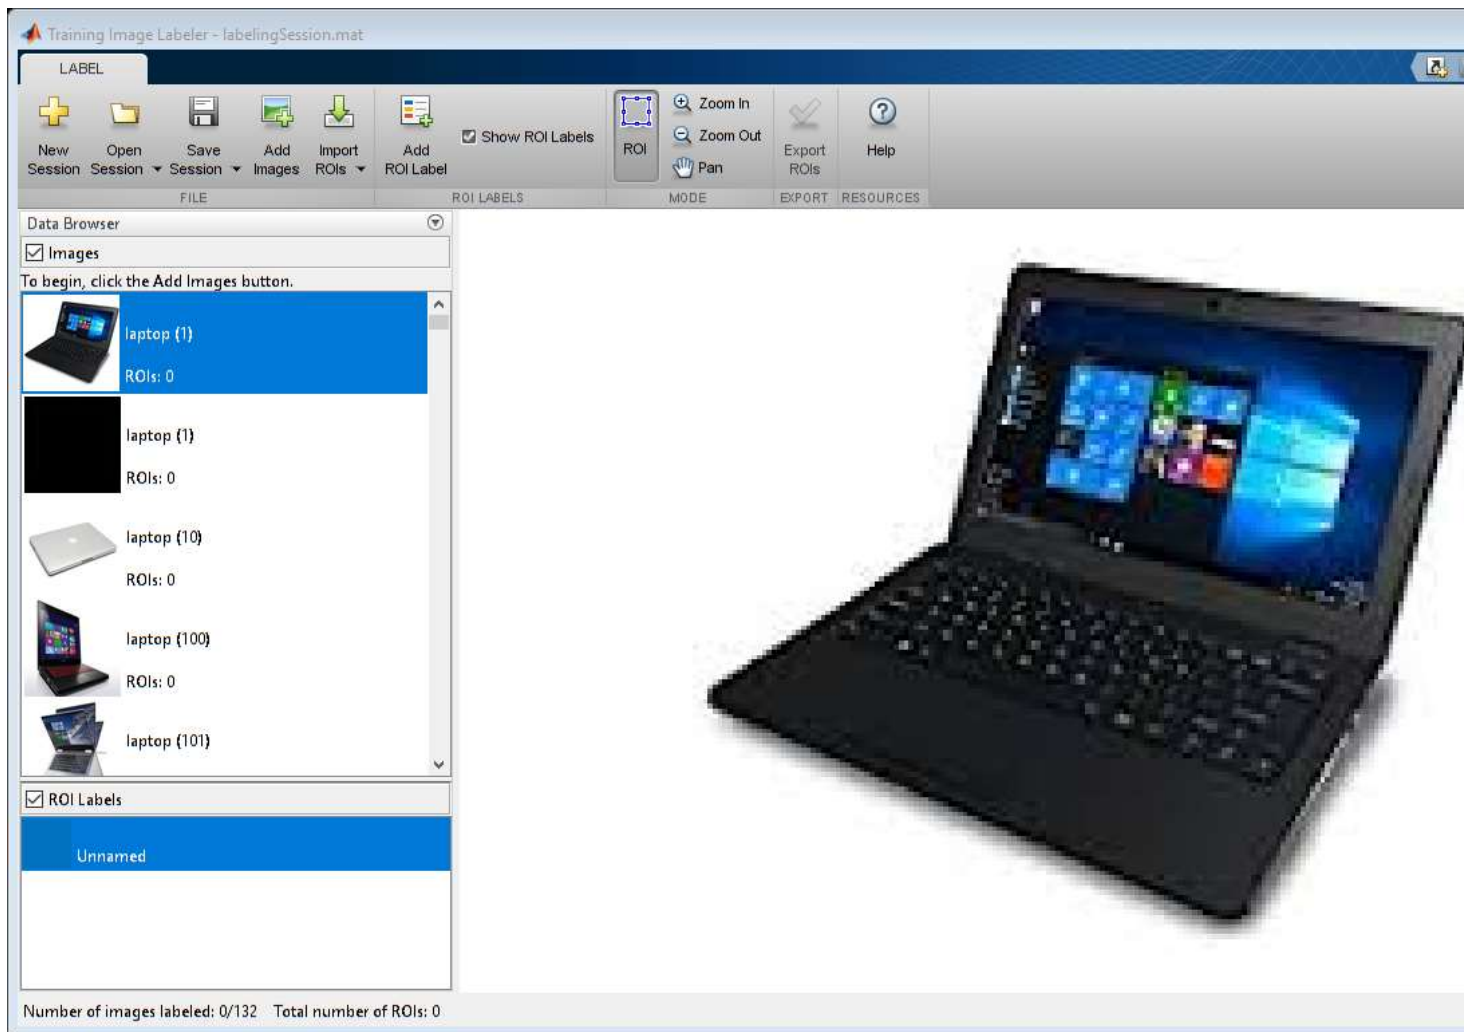 Training Image Labeler - labelingSession.mat
LABEL
New Session
Open Session
Save Session
Add Images
Import ROIs
Add ROI Label
Show ROI Labels
ROI
Zoom In
Zoom Out
Pan
Export ROIs
Help
FILE
ROI LABELS
MODE
EXPORT
RESOURCES
Data Browser
Images
To begin, click the Add Images button.
laptop (1)
ROIs: 0
laptop (1)
ROIs: 0
laptop (10)
ROIs: 0
laptop (100)
ROIs: 0
laptop (101)
ROI Labels
Unnamed
Number of images labeled: 0/132 Total number of ROIs: 0